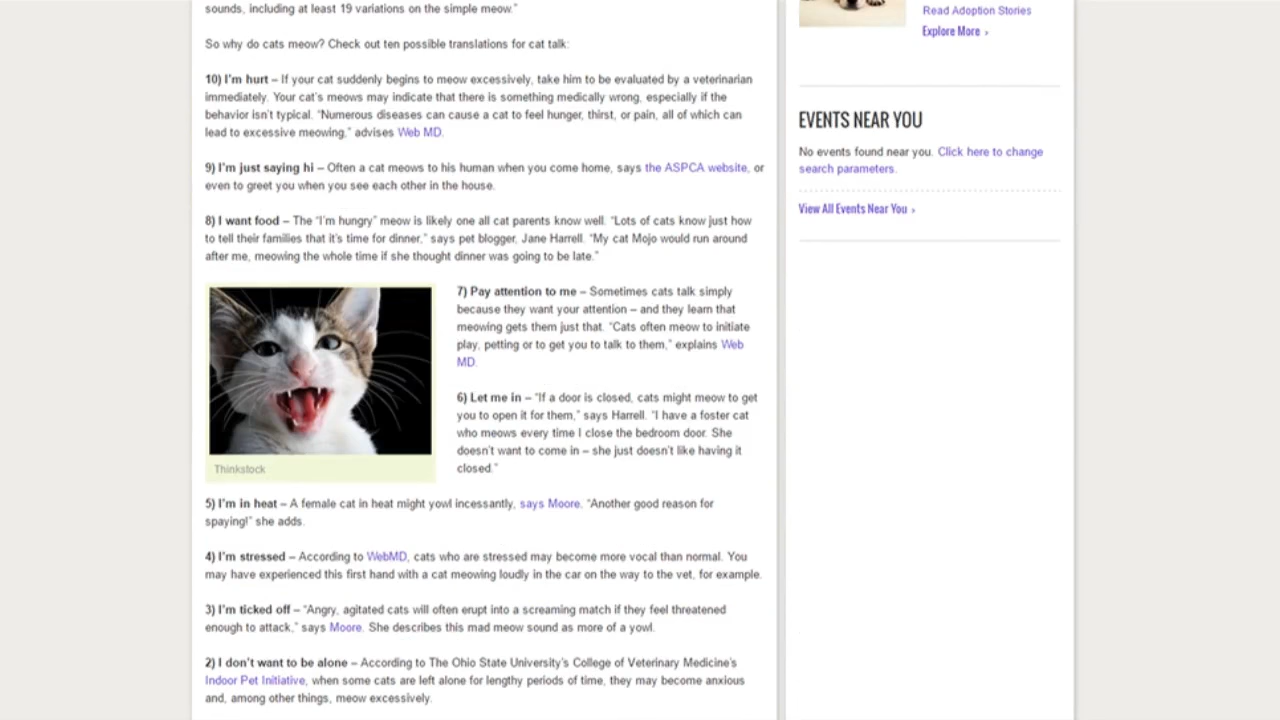 sounds, including at least 19 variations on the simple meow."
So why do cats meow? Check out ten possible translations for cat talk:
10) I'm hurt – If your cat suddenly begins to meow excessively, take him to be evaluated by a veterinarian
immediately. Your cat's meows may indicate that there is something medically wrong, especially if the
behavior isn't typical. "Numerous diseases can cause a cat to feel hunger, thirst, or pain, all of which can
lead to excessive meowing," advises Web MD.
9) I'm just saying hi – Often a cat meows to his human when you come home, says the ASPCA website, or
even to greet you when you see each other in the house.
8) I want food – The "I'm hungry" meow is likely one all cat parents know well. "Lots of cats know just how
to tell their families that it's time for dinner," says pet blogger, Jane Harrell. "My cat Mojo would run around
after me, meowing the whole time if she thought dinner was going to be late."
7) Pay attention to me – Sometimes cats talk simply
because they want your attention – and they learn that
meowing gets them just that. "Cats often meow to initiate
play, petting or to get you to talk to them," explains Web
MD.
6) Let me in – "If a door is closed, cats might meow to get
you to open it for them," says Harrell. "I have a foster cat
who meows every time I close the bedroom door. She
doesn't want to come in – she just doesn't like having it
closed."
Thinkstock
5) I'm in heat – A female cat in heat might yowl incessantly, says Moore. "Another good reason for
spaying!" she adds.
4) I'm stressed – According to WebMD, cats who are stressed may become more vocal than normal. You
may have experienced this first hand with a cat meowing loudly in the car on the way to the vet, for example.
3) I'm ticked off – "Angry, agitated cats will often erupt into a screaming match if they feel threatened
enough to attack," says Moore. She describes this mad meow sound as more of a yowl.
2) I don't want to be alone – According to The Ohio State University's College of Veterinary Medicine's
Indoor Pet Initiative, when some cats are left alone for lengthy periods of time, they may become anxious
and, among other things, meow excessively.
Read Adoption Stories
Explore More ›
EVENTS NEAR YOU
No events found near you. Click here to change
search parameters.
View All Events Near You ›